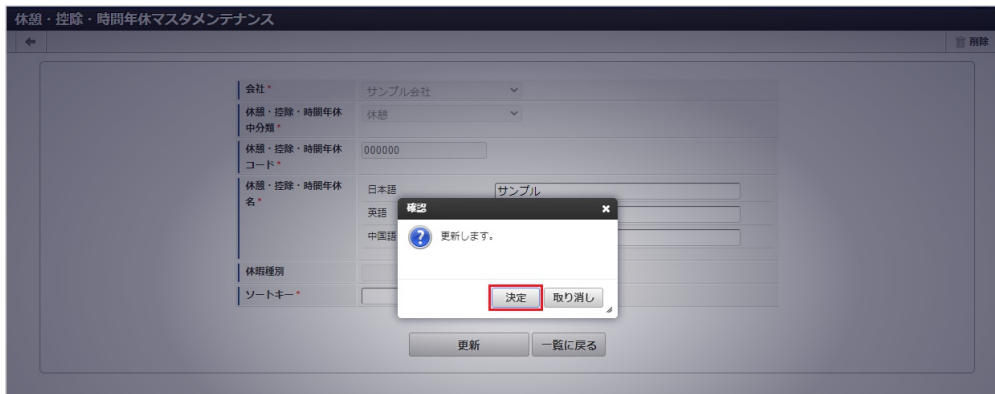 休憩・控除・時間年休マスタメンテナンス
削除
会社*
サンプル会社
休憩・控除・時間年休
中分類*
休憩
休憩・控除・時間年休
コード*
000000
休憩・控除・時間年休
名*
日本語
サンプル
英語
中国語
休暇種別
ソートキー*
確認
更新します。
決定
取り消し
更新
一覧に戻る